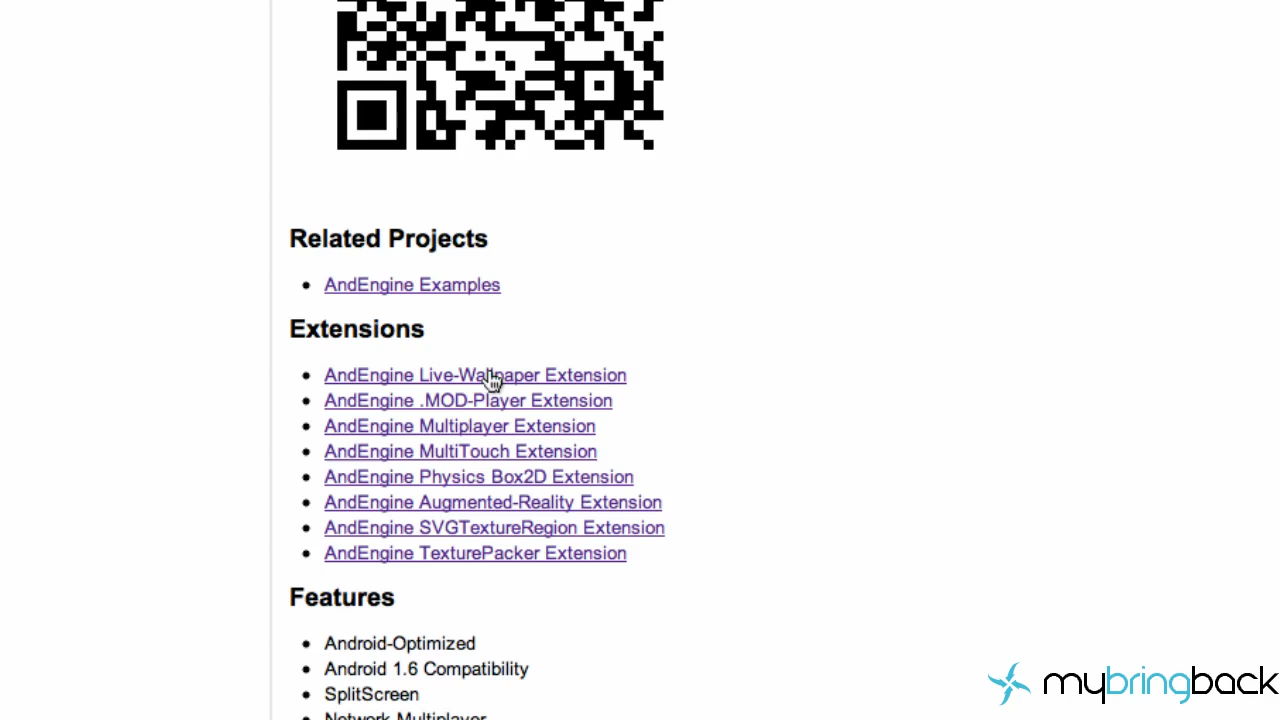 Related Projects
AndEngine Examples
Extensions
AndEngine Live-Wallpaper Extension
AndEngine .MOD-Player Extension
AndEngine Multiplayer Extension
AndEngine MultiTouch Extension
AndEngine Physics Box2D Extension
AndEngine Augmented-Reality Extension
AndEngine SVGTextureRegion Extension
AndEngine TexturePacker Extension
Features
Android-Optimized
Android 1.6 Compatibility
SplitScreen
Network Multiplayer
mybringback